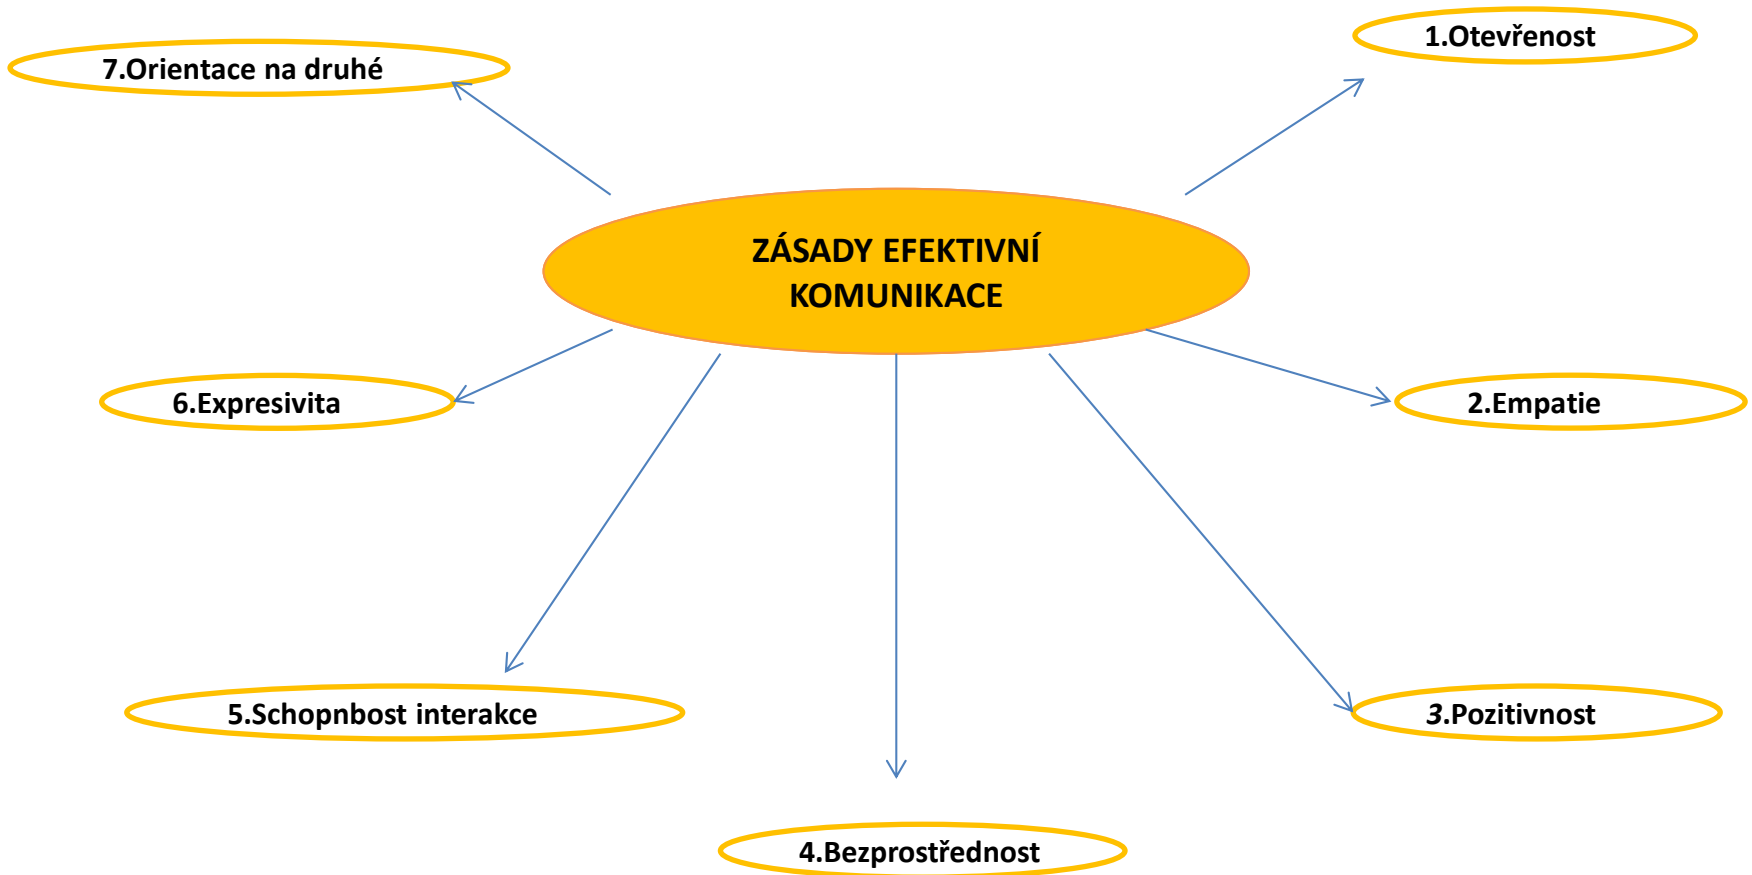 7.Orientace na druhé
1.Otevřenost
ZÁSADY EFEKTIVNÍ
KOMUNIKACE
6.Expresivita
2.Empatie
5.Schopnbost interakce
3.Pozitivnost
4.Bezprostřednost